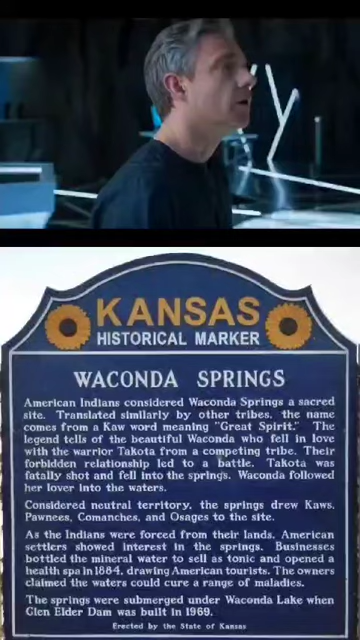 KANSAS
HISTORICAL MARKER
WACONDA SPRINGS
American Indians considered Waconda Springs a sacred
site. Translated similarly by other tribes, the name
comes from a Kaw word meaning "Great Spirit." The
legend tells of the beautiful Waconda who fell in love
with the warrior Takota from a competing tribe. Their
forbidden relationship led to a battle. Takota was
fatally shot and fell into the springs. Waconda followed
her lover into the waters.
Considered neutral territory, the springs drew Kaws,
Pawnees, Comanches, and Osages to the site.
As the Indians were forced from their lands, American
settlers showed interest in the springs. Businesses
bottled the mineral water to sell as tonic and opened a
health spa in 1884, drawing American tourists. The owners
claimed the waters could cure a range of maladies.
The springs were submerged under Waconda Lake when
Glen Elder Dam was built in 1969.
Erected by the State of Kansas